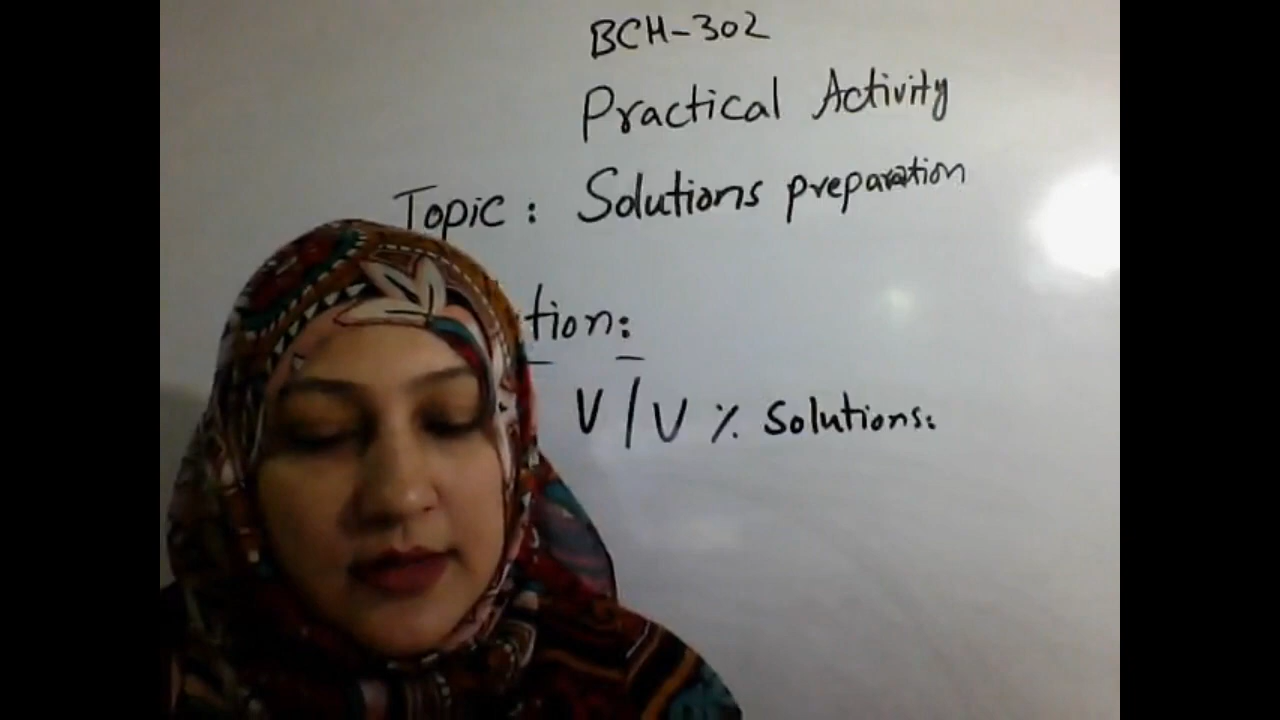 BCH-302
Practical Activity
Topic: Solutions preparation
tion:
V/V % Solutions: